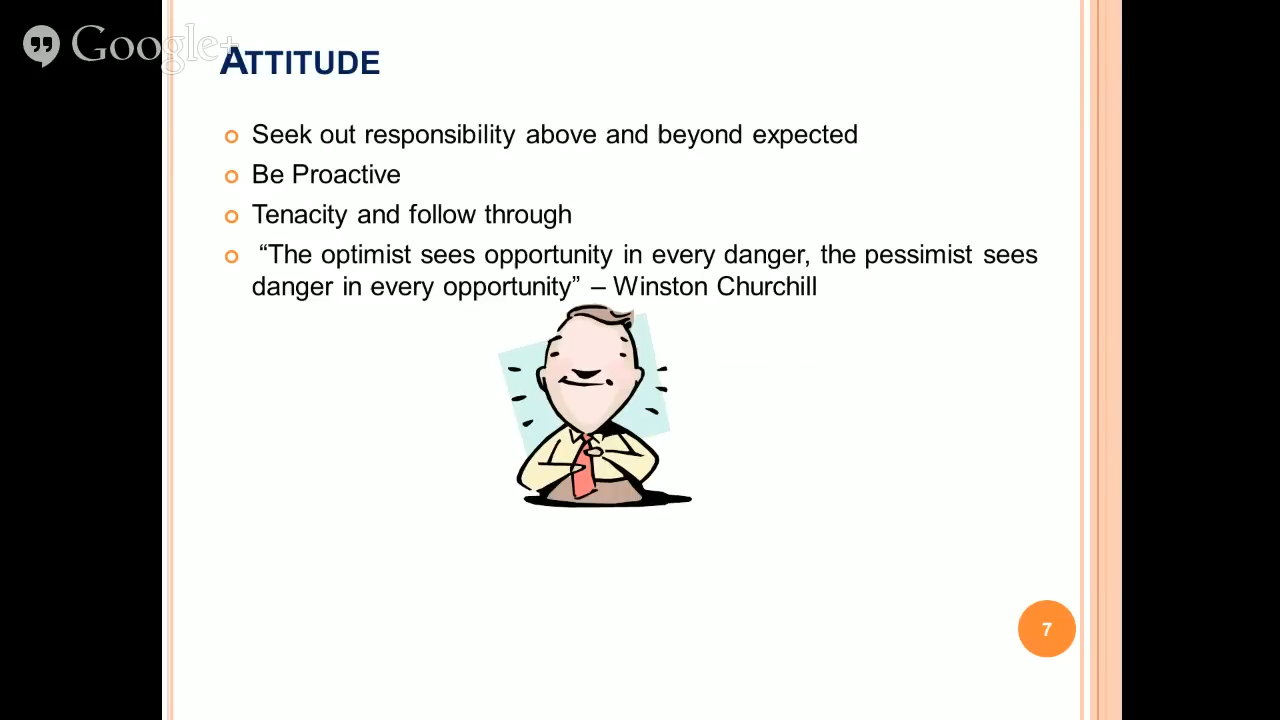 Google+
ATTITUDE
Seek out responsibility above and beyond expected
Be Proactive
Tenacity and follow through
“The optimist sees opportunity in every danger, the pessimist sees
danger in every opportunity” – Winston Churchill
7